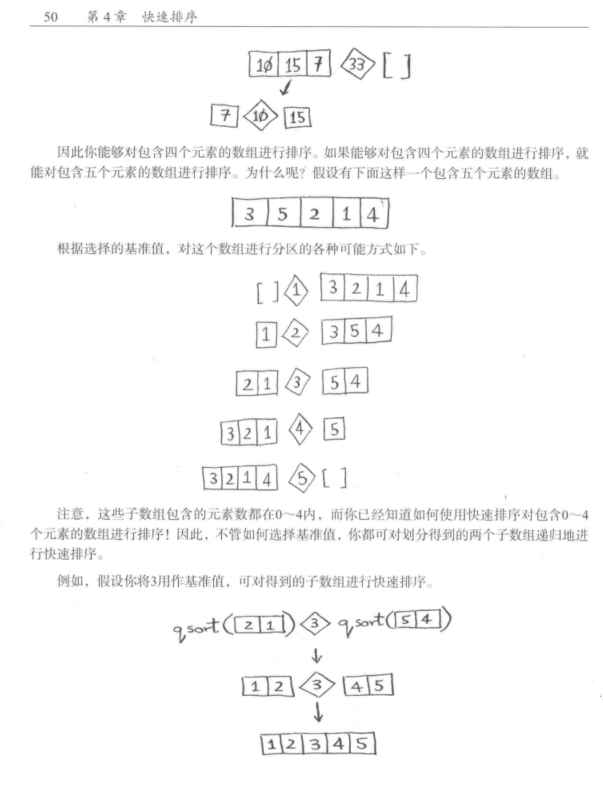 50 第4章 快速排序
10 15 7 33 [ ]
7 10 15
因此你能够对包含四个元素的数组进行排序。如果能够对包含四个元素的数组进行排序，就
能对包含五个元素的数组进行排序。为什么呢？假设有下面这样一个包含五个元素的数组。
3 5 2 1 4
根据选择的基准值，对这个数组进行分区的各种可能方式如下。
[ ] 1 3 2 1 4
1 2 3 5 4
2 1 3 5 4
3 2 1 4 5
3 2 1 4 5 [ ]
注意，这些子数组包含的元素数都在0～4内，而你已经知道如何使用快速排序对包含0～4
个元素的数组进行排序！因此，不管如何选择基准值，你都可对划分得到的两个子数组递归地进
行快速排序。
例如，假设你将3用作基准值，可对得到的子数组进行快速排序。
qsort(2 1) 3 qsort(5 4)
1 2 3 4 5
1 2 3 4 5